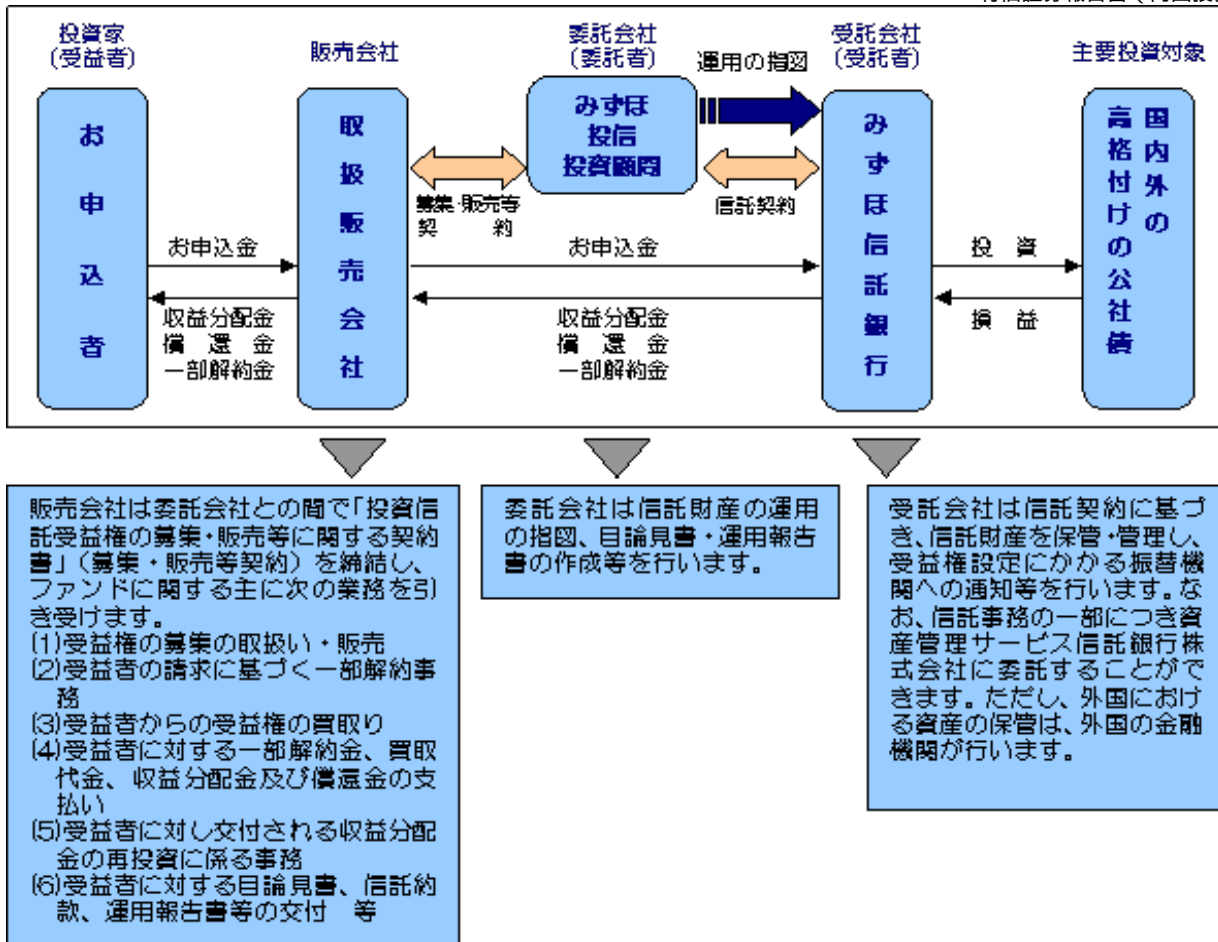 投資家
(受益者)
販売会社
委託会社
(委託者)
運用の指図
受託会社
(受託者)
主要投資対象
お申込者
取扱販売会社
みずほ
投信
投資顧問
みずほ信託銀行
国内外の
高格付けの公社債
募集・販売等
契　約
信託契約
お申込金
お申込金
投　資
収益分配金
償　還　金
一部解約金
収益分配金
償　還　金
一部解約金
損　益
販売会社は委託会社との間で「投資信
託受益権の募集・販売等に関する契約
書」（募集・販売等契約）を締結し、
ファンドに関する主に次の業務を引
き受けます。
(1)受益権の募集の取扱い・販売
(2)受益者の請求に基づく一部解約事
務
(3)受益者からの受益権の買取り
(4)受益者に対する一部解約金、買取
代金、収益分配金及び償還金の支
払い
(5)受益者に対し交付される収益分配
金の再投資に係る事務
(6)受益者に対する目論見書、信託約
款、運用報告書等の交付　等
委託会社は信託財産の運用
の指図、目論見書・運用報告
書の作成等を行います。
受託会社は信託契約に基づ
き、信託財産を保管・管理し、
受益権設定にかかる振替機
関への通知等を行います。な
お、信託事務の一部につき資
産管理サービス信託銀行株
式会社に委託することがで
きます。ただし、外国におけ
る資産の保管は、外国の金融
機関が行います。